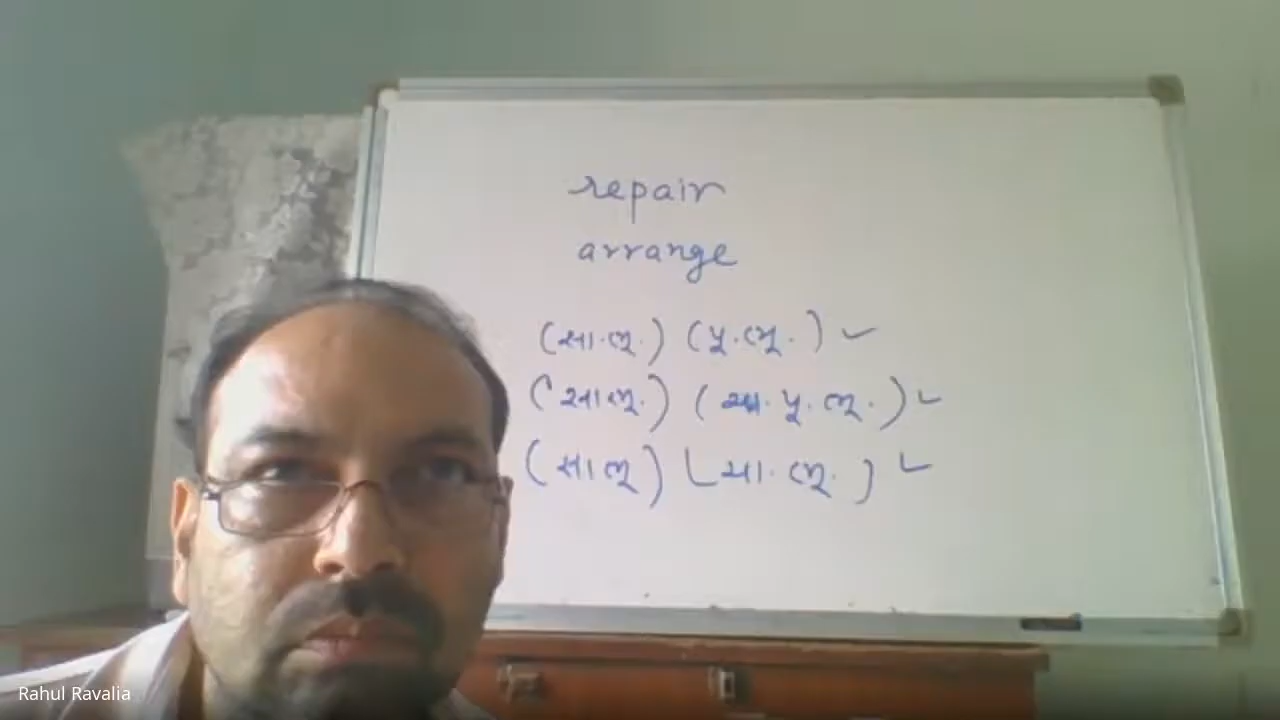 repair
arrange
(સા.ભૂ.) (પૂ.ભૂ.) ✓
(સાભૂ.) (ચા. પૂ. ભૂ.) ✓
(સાભૂ) (ચા. ભૂ.) ✓
Rahul Ravalia